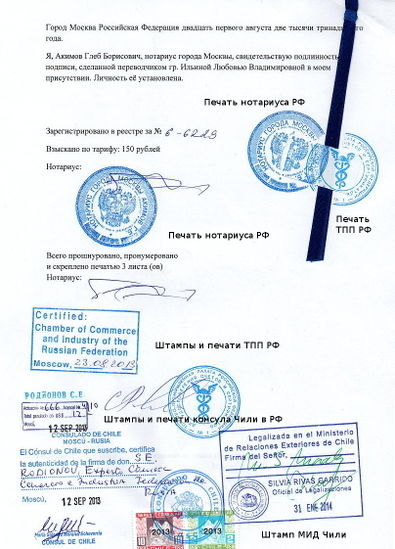 Город Москва Российская Федерация двадцать первого августа две тысячи тринадцатого
года.
Я, Акимов Глеб Борисович, нотариус города Москвы, свидетельствую подлинность
подписи, сделанной переводчиком гр. Ильиной Любовью Владимировной в моем
присутствии. Личность её установлена.
Печать нотариуса РФ
Зарегистрировано в реестре за № 6-6229
Взыскано по тарифу: 150 рублей
Нотариус:
Печать
ТПП РФ
Печать нотариуса РФ
Всего прошнуровано, пронумеровано
и скреплено печатью 3 листа (ов)
Нотариус:
Certified:
Chamber of Commerce
and Industry of the
Russian Federation
Moscow, 23.08.2013
Штампы и печати ТПП РФ
РОДИОНОВ С.Е.
Штампы и печати консула Чили в РФ
12 SEP 2013
CONSULADO DE CHILE
MOSCU - RUSIA
El Cónsul de Chile que suscribe, certifica
la autenticidad de la firma de don S.E.
RODIONOV, Expert
Comercio e Industria Federación de
Rusia
Moscú, 12 SEP 2013
CONSUL DE CHILE
Legalizada en el Ministerio
de Relaciones Exteriores de Chile
Firma del Señor
SILVIA RIVAS GARRIDO
Oficial de Legalizaciones
31 ENE 2014
2013
2013
Штамп МИД Чили